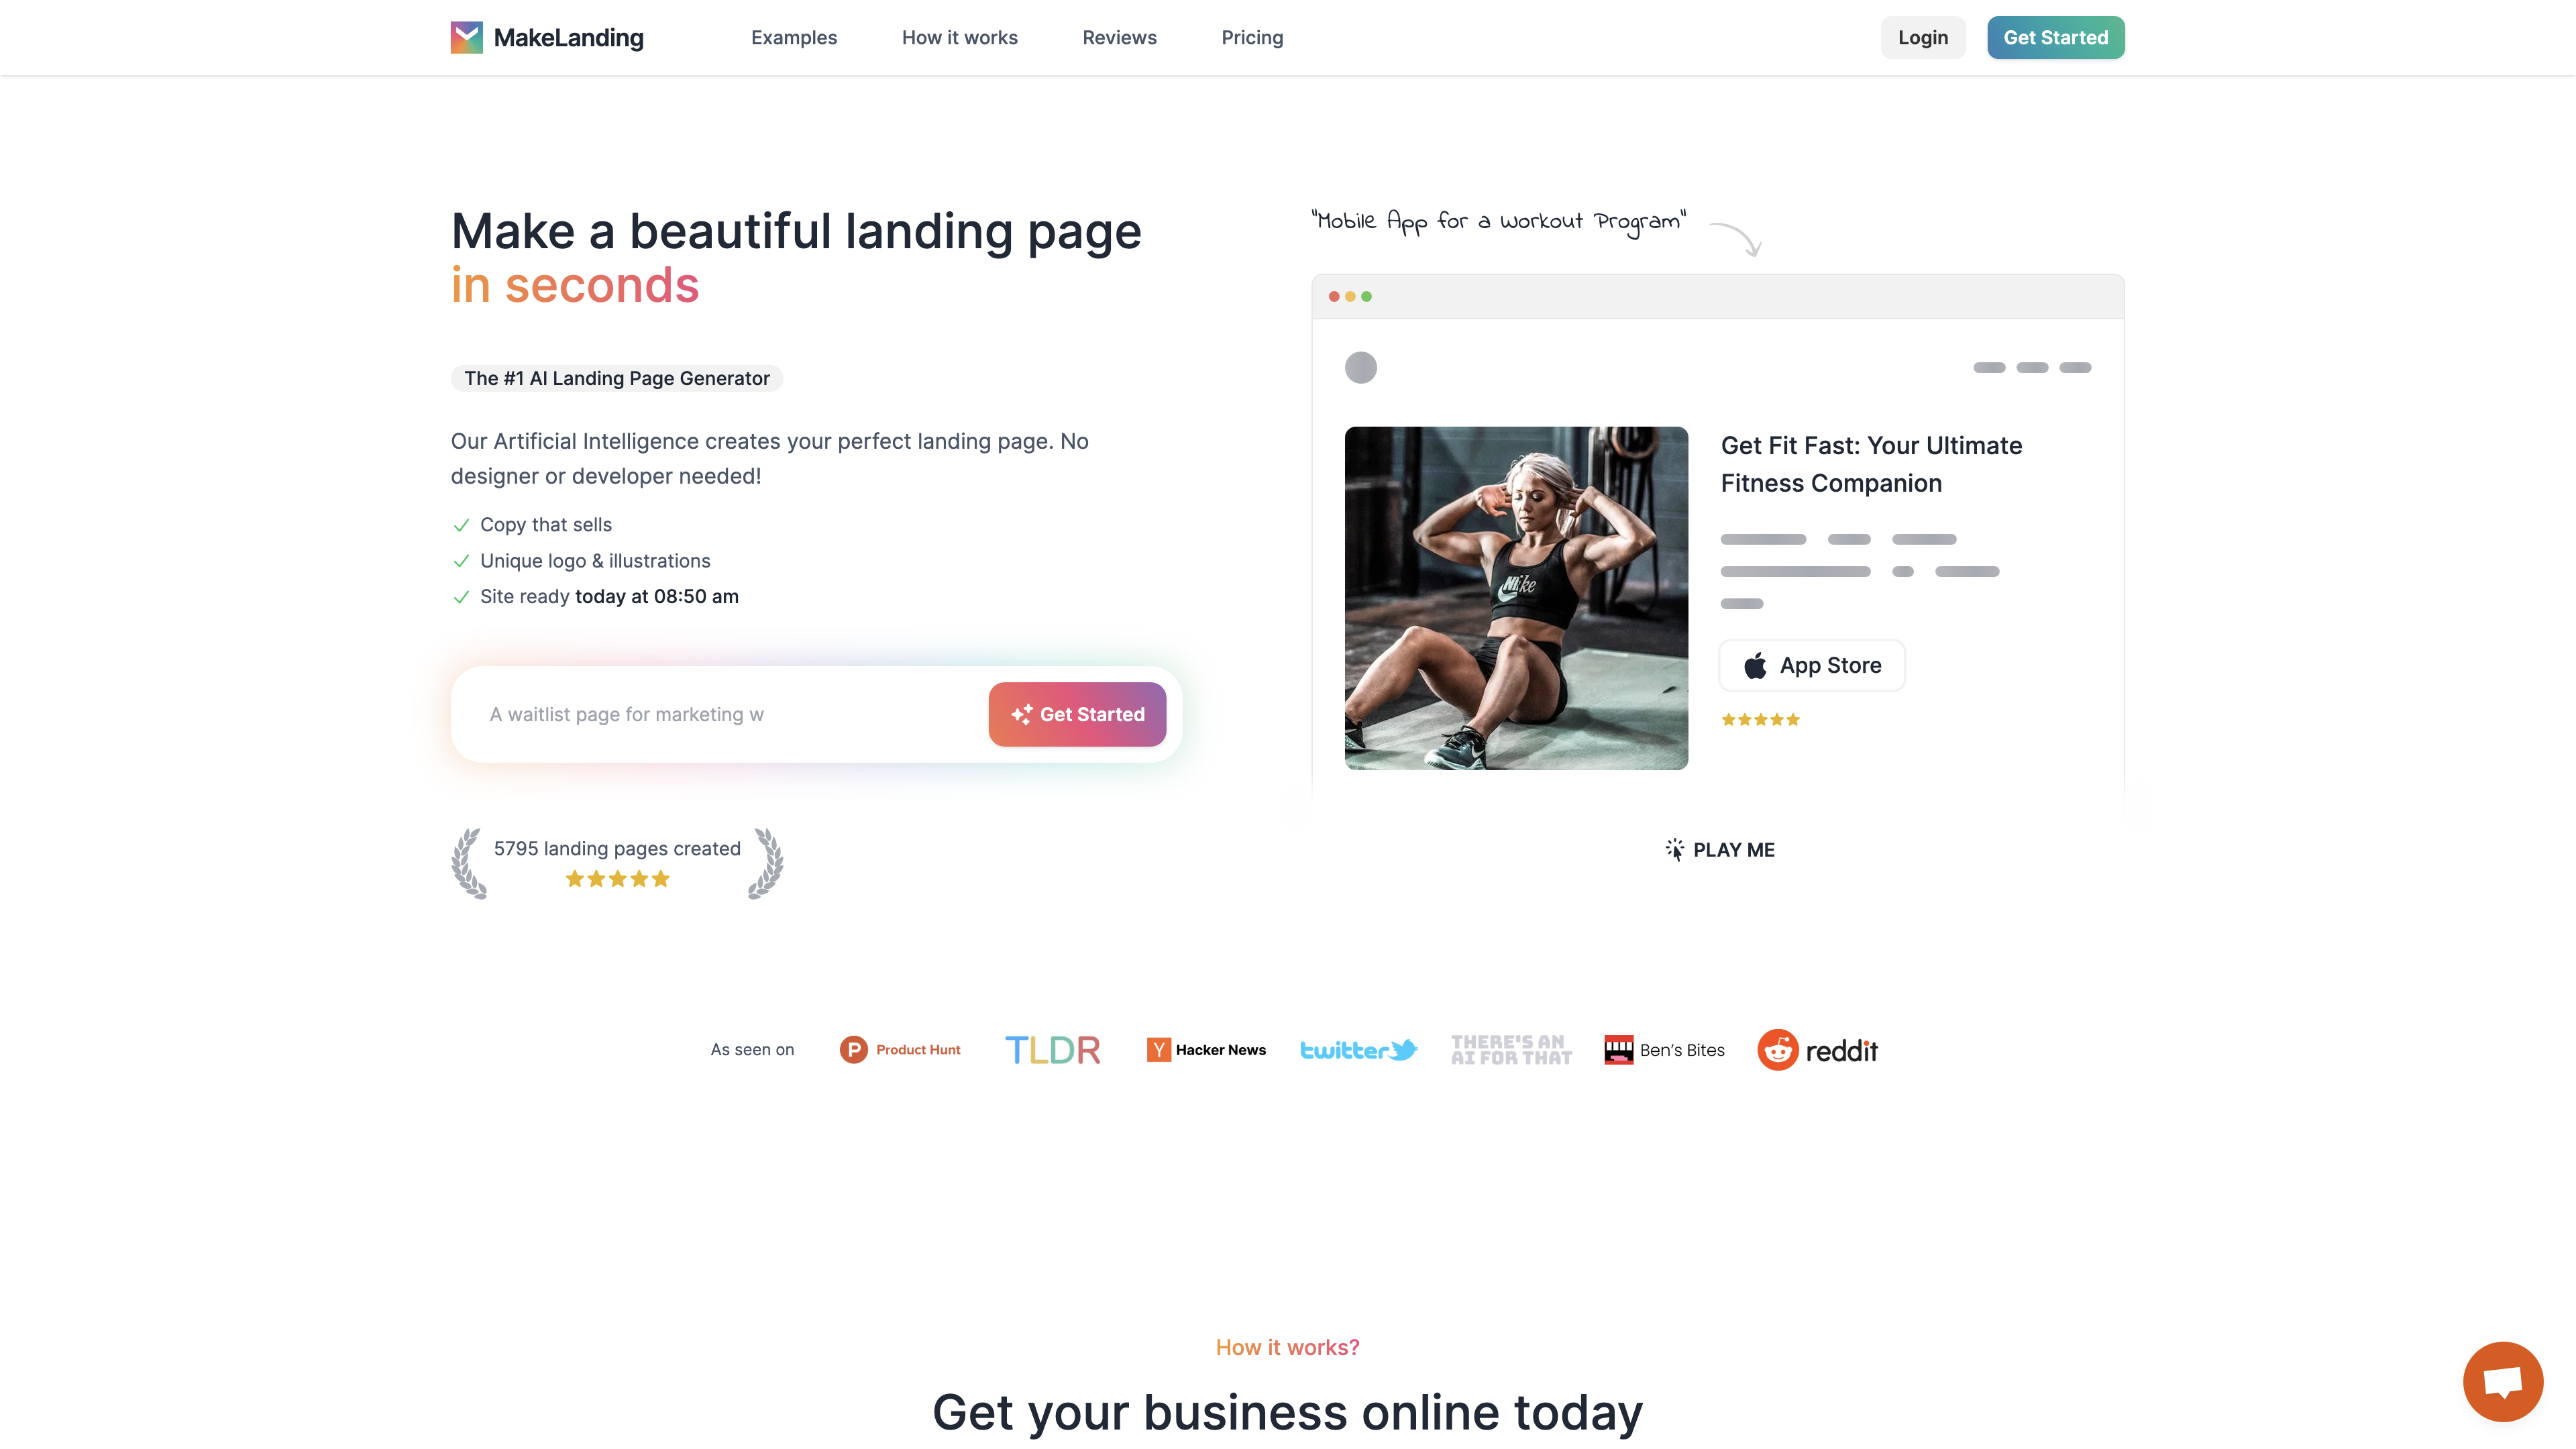 MakeLanding
Examples
How it works
Reviews
Pricing
Login
Get Started
Make a beautiful landing page
in seconds
The #1 AI Landing Page Generator
Our Artificial Intelligence creates your perfect landing page. No
designer or developer needed!
Copy that sells
Unique logo & illustrations
Site ready today at 08:50 am
A waitlist page for marketing w
Get Started
5795 landing pages created
"Mobile App for a Workout Program"
Get Fit Fast: Your Ultimate
Fitness Companion
App Store
PLAY ME
As seen on
P
Product Hunt
TLDR
Y
Hacker News
twitter
THERE'S AN
AI FOR THAT
Ben's Bites
reddit
How it works?
Get your business online today